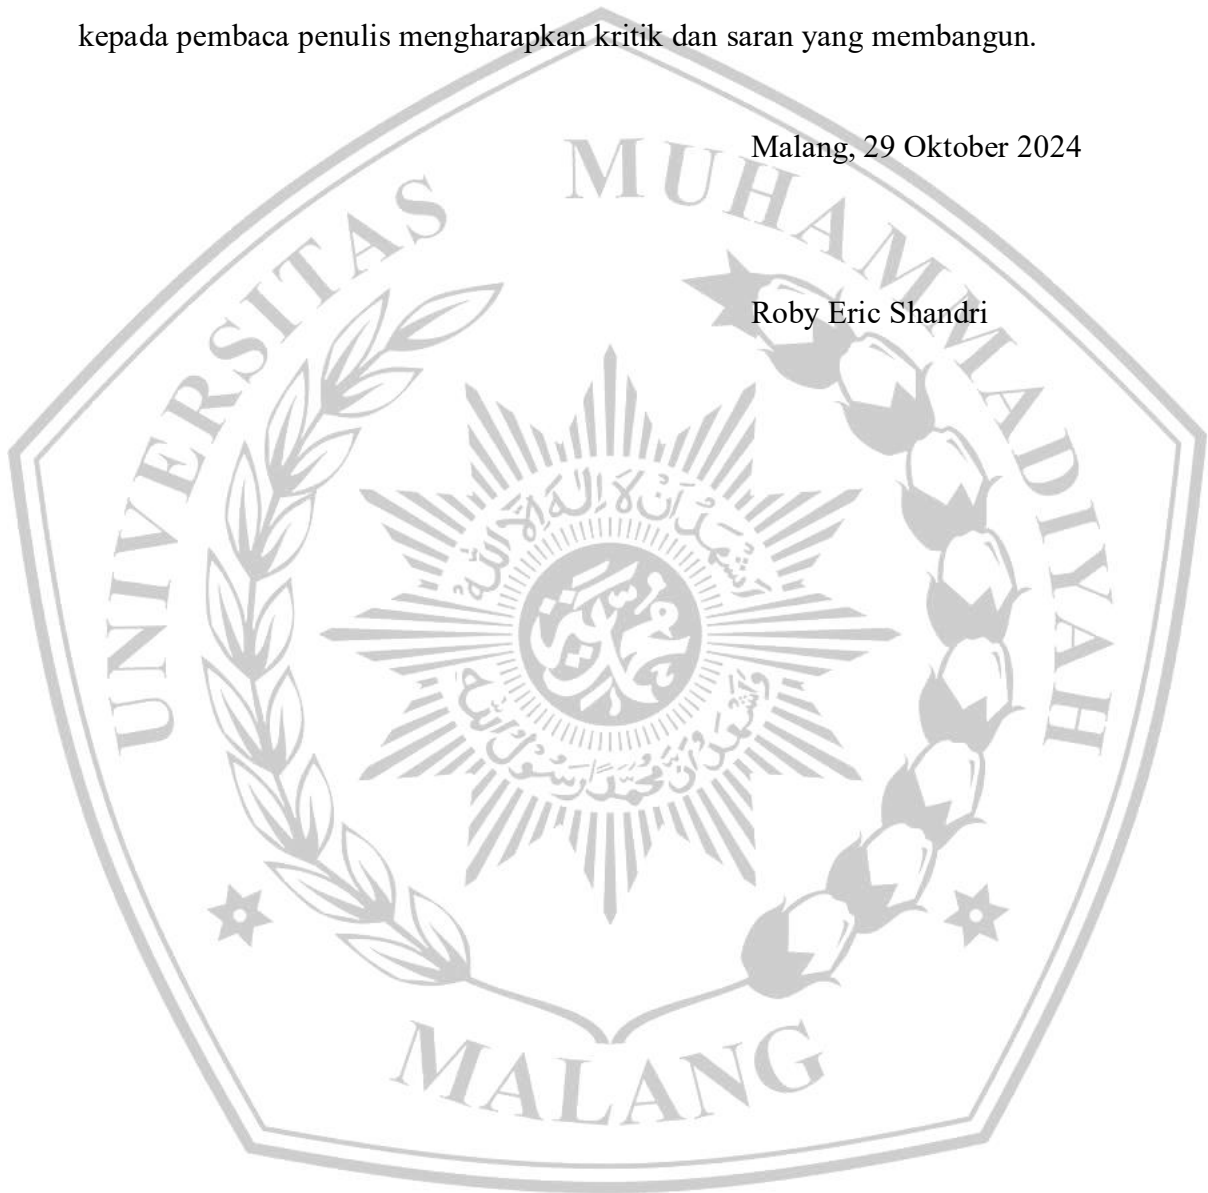 kepada pembaca penulis mengharapkan kritik dan saran yang membangun.
Malang, 29 Oktober 2024
Roby Eric Shandri
UNIVERSITAS MUHAMMADIYAH
MALANG